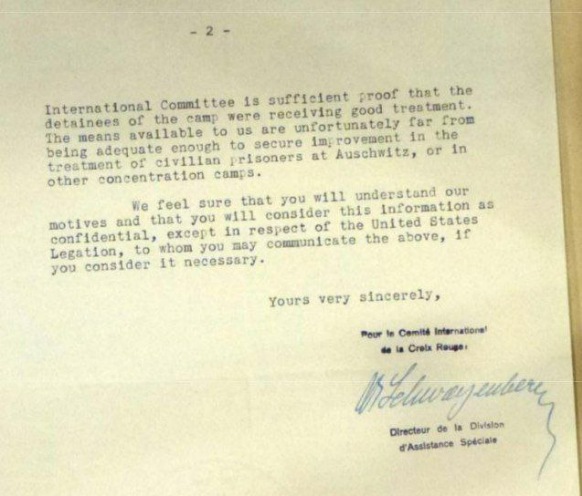 - 2 -
International Committee is sufficient proof that the
detainees of the camp were receiving good treatment.
The means available to us are unfortunately far from
being adequate enough to secure improvement in the
treatment of civilian prisoners at Auschwitz, or in
other concentration camps.
We feel sure that you will understand our
motives and that you will consider this information as
confidential, except in respect of the United States
Legation, to whom you may communicate the above, if
you consider it necessary.
Yours very sincerely,
Pour le Comité International
de la Croix Rouge:
Schwarzenberg
Directeur de la Division
d'Assistance Spéciale